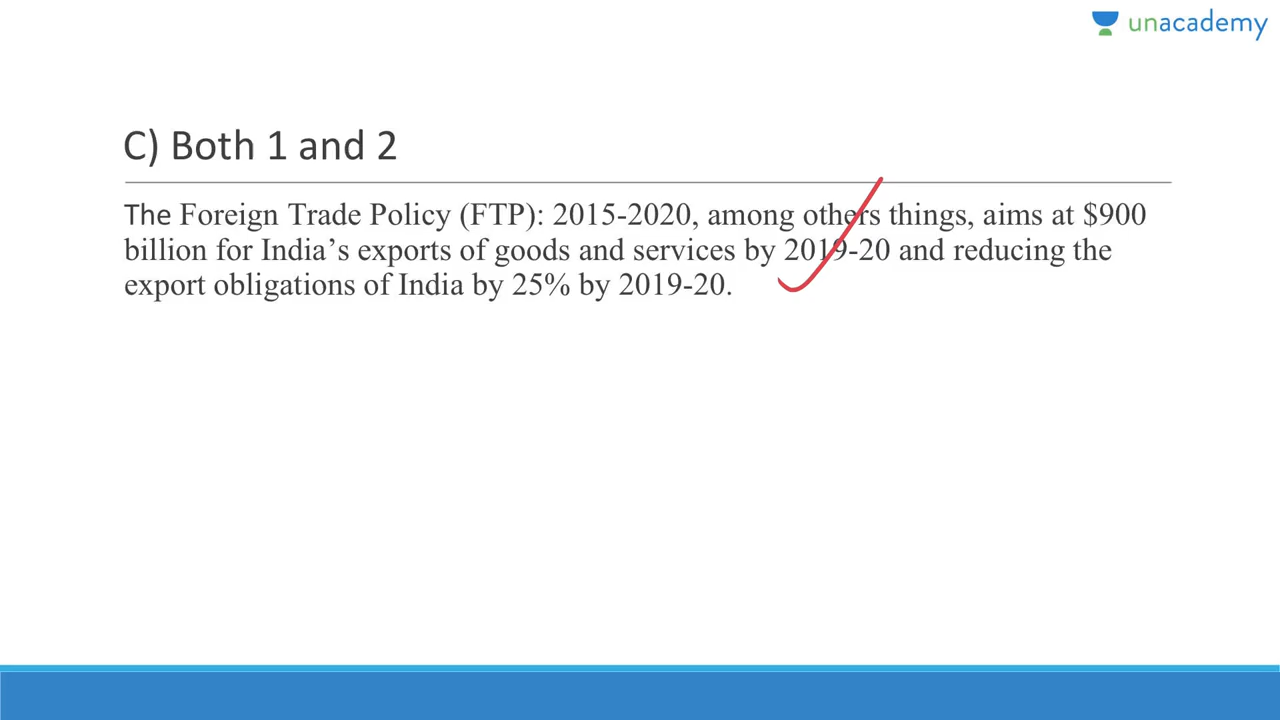 unacademy
C) Both 1 and 2
The Foreign Trade Policy (FTP): 2015-2020, among others things, aims at $900
billion for India’s exports of goods and services by 2019-20 and reducing the
export obligations of India by 25% by 2019-20.